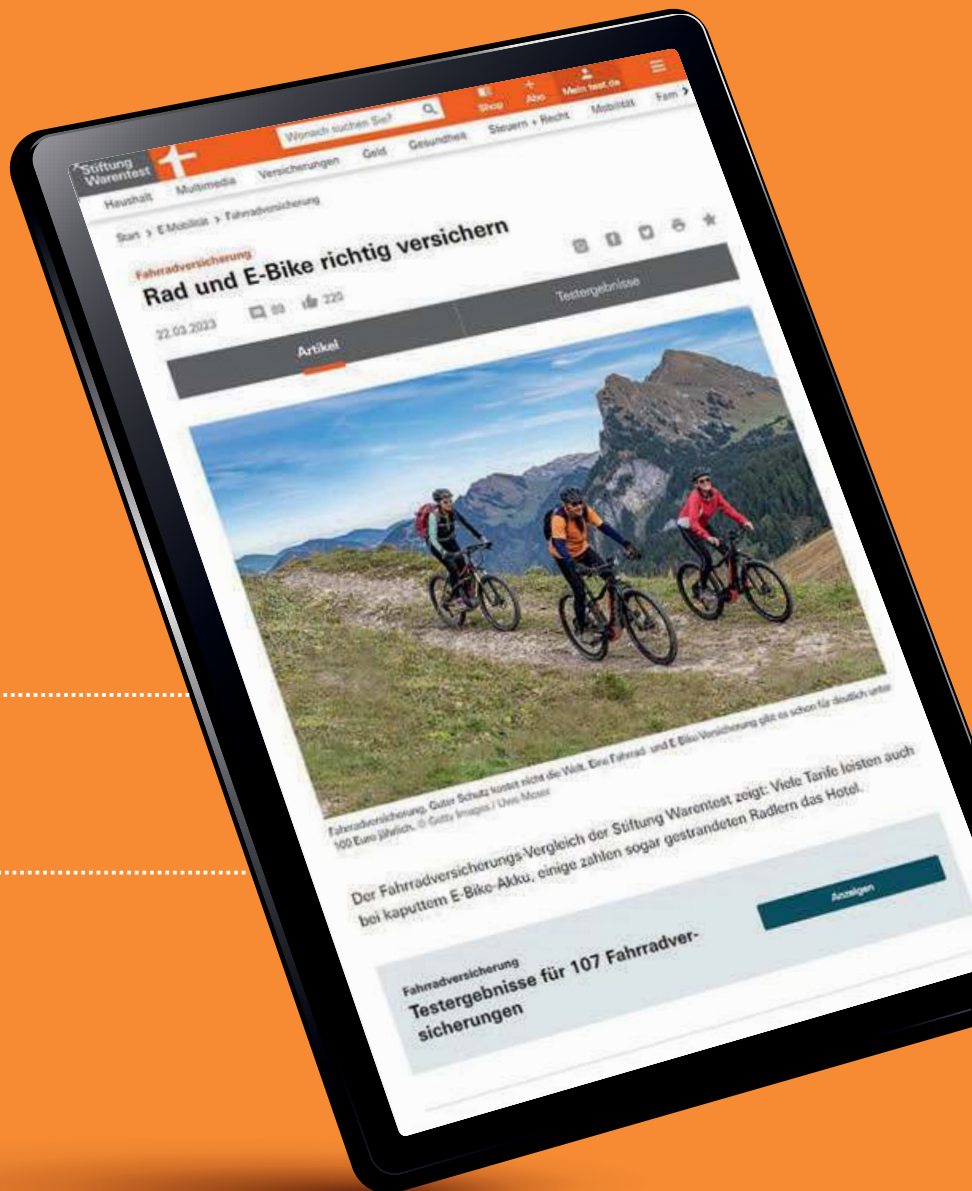 Stiftung
Warentest
Wonach suchen Sie?
Shop
Abo
Mein test.de
Haushalt Multimedia Versicherungen Geld Gesundheit Steuern + Recht Mobilität Fam
Start > E-Mobilität > Fahrradversicherung
Fahrradversicherung
Rad und E-Bike richtig versichern
22.03.2023 89 220
Artikel Testergebnisse
Fahrradversicherung. Guter Schutz kostet nicht die Welt. Eine Fahrrad- und E-Bike-Versicherung gibt es schon für deutlich unter
100 Euro jährlich. © Getty Images / Uwe Moser
Der Fahrradversicherungs-Vergleich der Stiftung Warentest zeigt: Viele Tarife leisten auch
bei kaputtem E-Bike-Akku, einige zahlen sogar gestrandeten Radlern das Hotel.
Fahrradversicherung
Testergebnisse für 107 Fahrradver-
sicherungen
Anzeigen